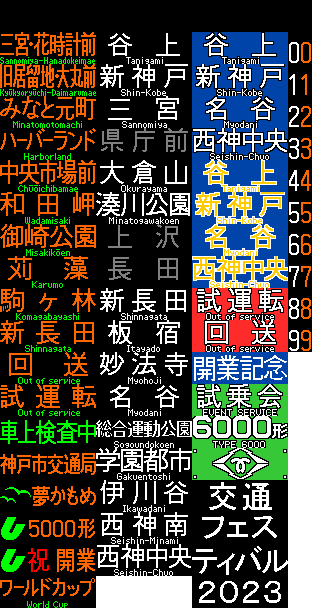 三宮・花時計前
Sannomiya-Hanadokeimae
旧居留地・大丸前
Kyūkyoryūchi-Daimarumae
みなと元町
Minatomotomachi
ハーバーランド
Harborland
中央市場前
Chūōichibamae
和田岬
Wadamisaki
御崎公園
Misakikōen
苅藻
Karumo
駒ヶ林
Komagabayashi
新長田
Shinnagata
回送
Out of service
試運転
Out of service
車上検査中
神戸市交通局
夢かもめ
5000形
祝開業
ワールドカップ
World Cup
谷上
Tanigami
新神戸
Shin-Kobe
三宮
Sannomiya
県庁前
大倉山
Okurayama
湊川公園
Minatogawakoen
上沢
長田
新長田
Shinnagata
板宿
Itayado
妙法寺
Myohoji
名谷
Myodani
総合運動公園
Sogoundokoen
学園都市
Gakuentoshi
伊川谷
Ikawadani
西神南
Seishin-Minami
西神中央
Seishin-Chuo
谷上
Tanigami
新神戸
Shin-Kobe
名谷
Myodani
西神中央
Seishin-Chuo
谷上
Tanigami
新神戸
Shin-Kobe
名谷
Myodani
西神中央
Seishin-Chuo
試運転
Out of service
回送
Out of service
開業記念
試乗会
EVENT SERVICE
6000形
TYPE 6000
交通
フェス
ティバル
2023
00
11
22
33
44
55
66
77
88
99